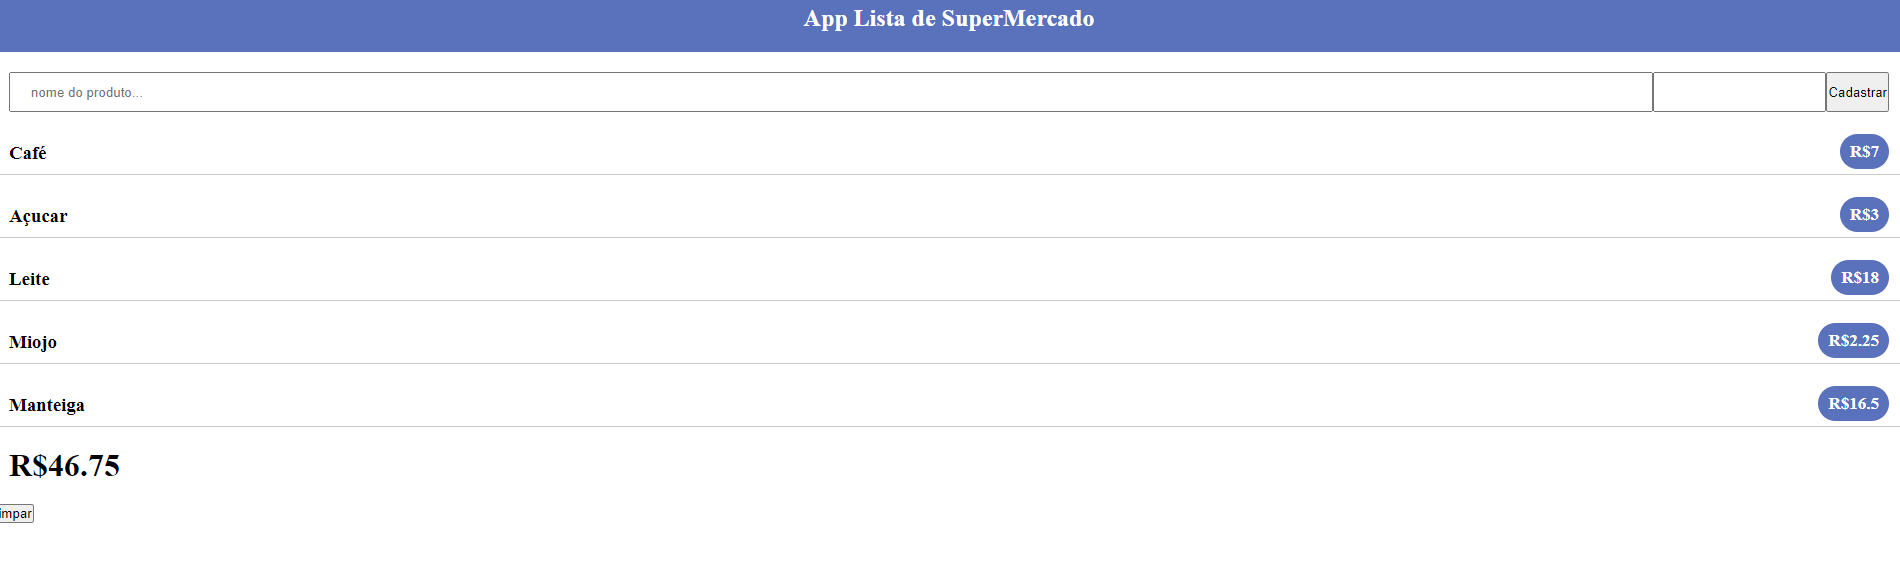 App Lista de SuperMercado
nome do produto... Cadastrar
Café R$7
Açucar R$3
Leite R$18
Miojo R$2.25
Manteiga R$16.5
R$46.75
impar